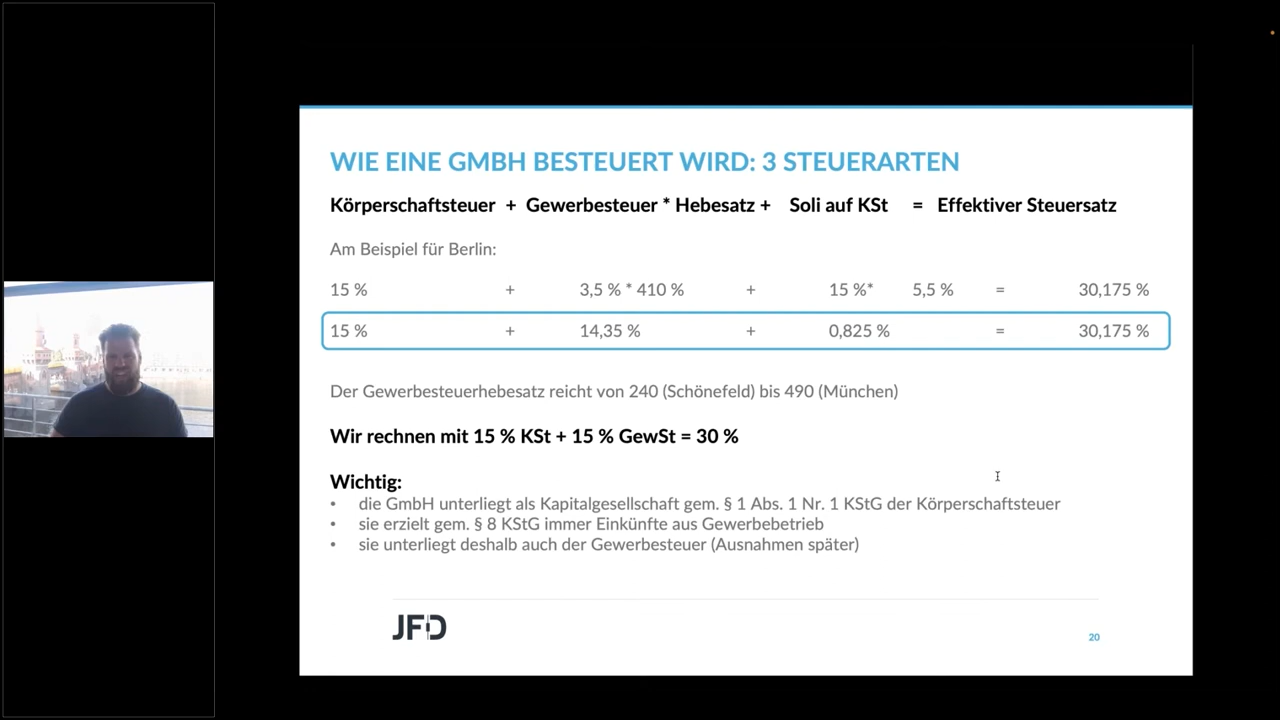 WIE EINE GMBH BESTEUERT WIRD: 3 STEUERARTEN
Körperschaftsteuer + Gewerbesteuer * Hebesatz + Soli auf KSt = Effektiver Steuersatz
Am Beispiel für Berlin:
15 % + 3,5 % * 410 % + 15 %* 5,5 % = 30,175 %
15 % + 14,35 % + 0,825 % = 30,175 %
Der Gewerbesteuerhebesatz reicht von 240 (Schönefeld) bis 490 (München)
Wir rechnen mit 15 % KSt + 15 % GewSt = 30 %
Wichtig:
• die GmbH unterliegt als Kapitalgesellschaft gem. § 1 Abs. 1 Nr. 1 KStG der Körperschaftsteuer
• sie erzielt gem. § 8 KStG immer Einkünfte aus Gewerbebetrieb
• sie unterliegt deshalb auch der Gewerbesteuer (Ausnahmen später)
JFD
20